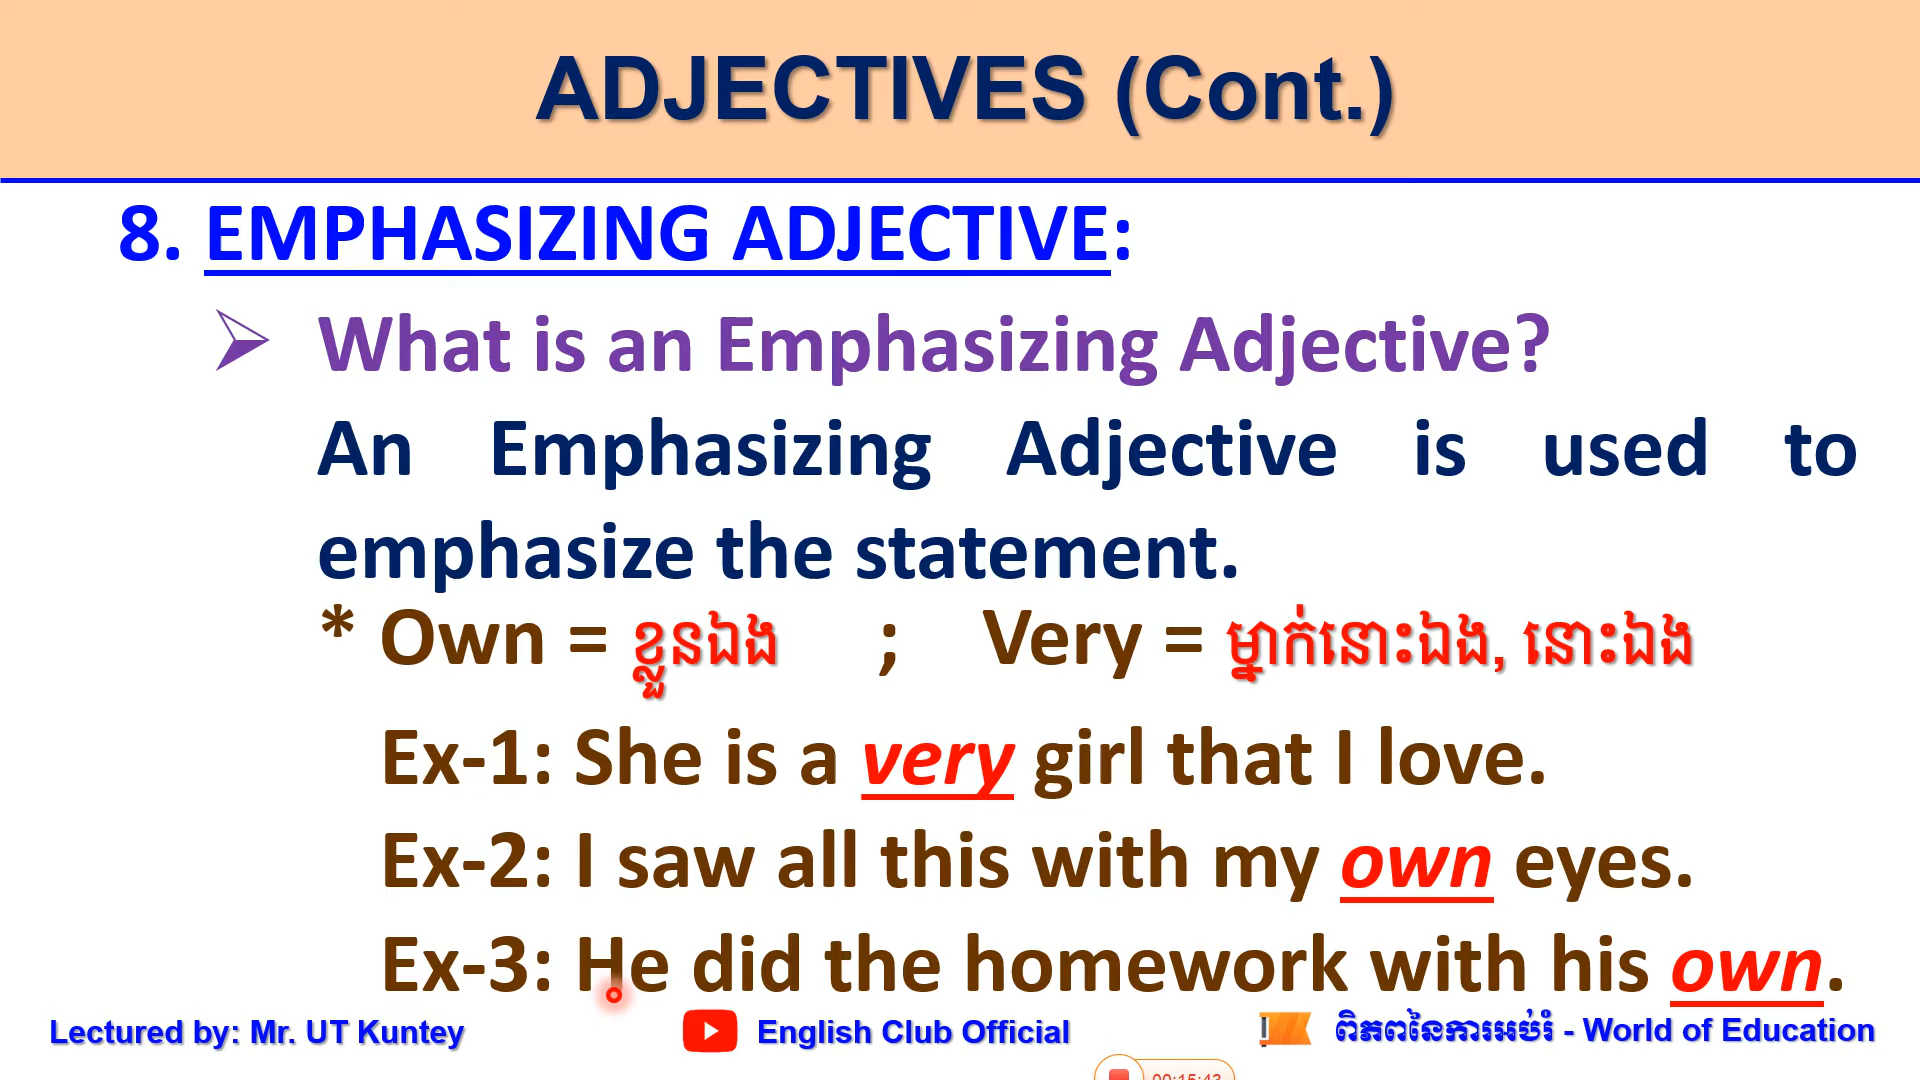 ADJECTIVES (Cont.)
8. EMPHASIZING ADJECTIVE:
What is an Emphasizing Adjective?
An Emphasizing Adjective is used to
emphasize the statement.
* Own = ខ្លួនឯង ; Very = ម្នាក់នោះឯង, នោះឯង
Ex-1: She is a very girl that I love.
Ex-2: I saw all this with my own eyes.
Ex-3: He did the homework with his own.
Lectured by: Mr. UT Kuntey
English Club Official
ពិភពនៃការអប់រំ - World of Education
00:15:43